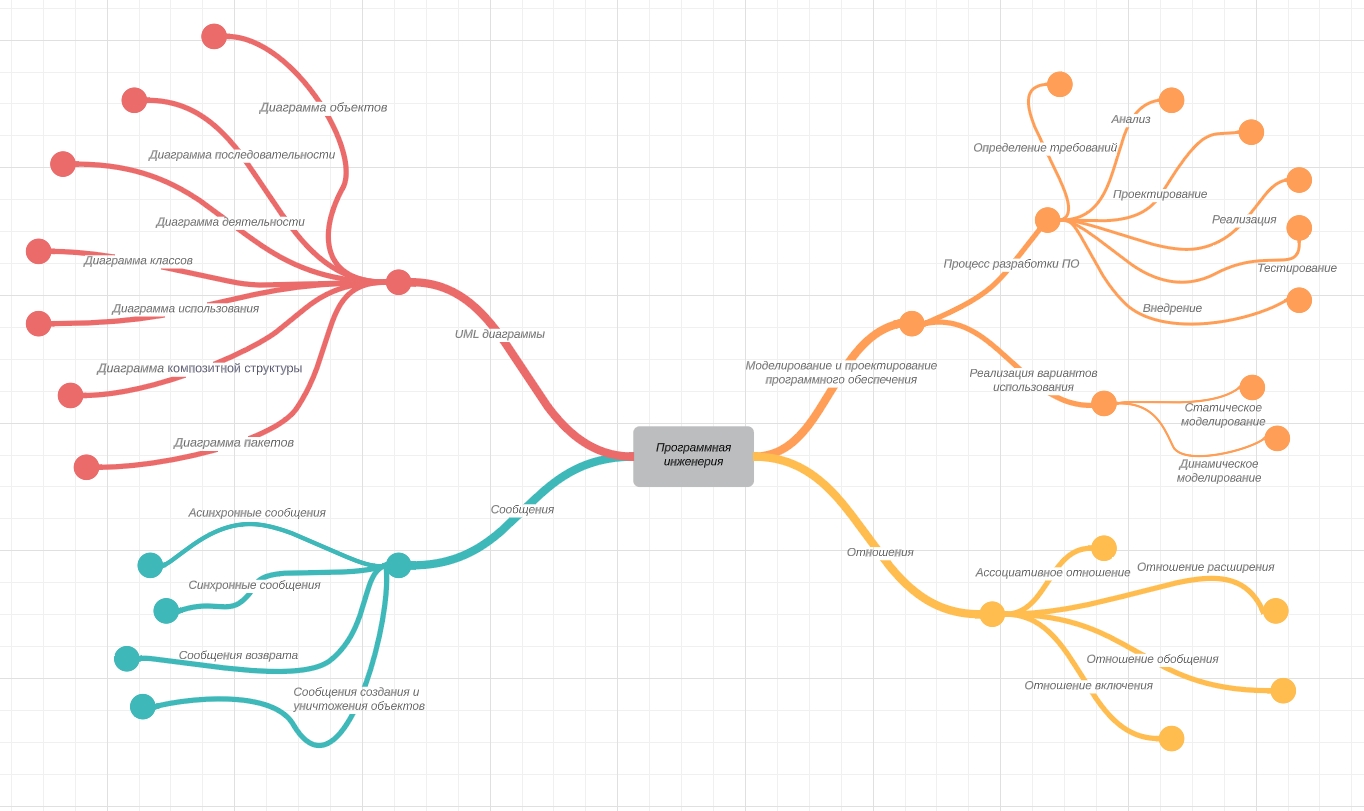 Диаграмма объектов
Диаграмма последовательности
Диаграмма деятельности
Диаграмма классов
Диаграмма использования
Диаграмма композитной структуры
Диаграмма пакетов
UML диаграммы
Асинхронные сообщения
Синхронные сообщения
Сообщения возврата
Сообщения создания и
уничтожения объектов
Сообщения
Программная
инженерия
Моделирование и проектирование
программного обеспечения
Процесс разработки ПО
Определение требований
Анализ
Проектирование
Реализация
Тестирование
Внедрение
Реализация вариантов
использования
Статическое
моделирование
Динамическое
моделирование
Отношения
Ассоциативное отношение
Отношение расширения
Отношение обобщения
Отношение включения